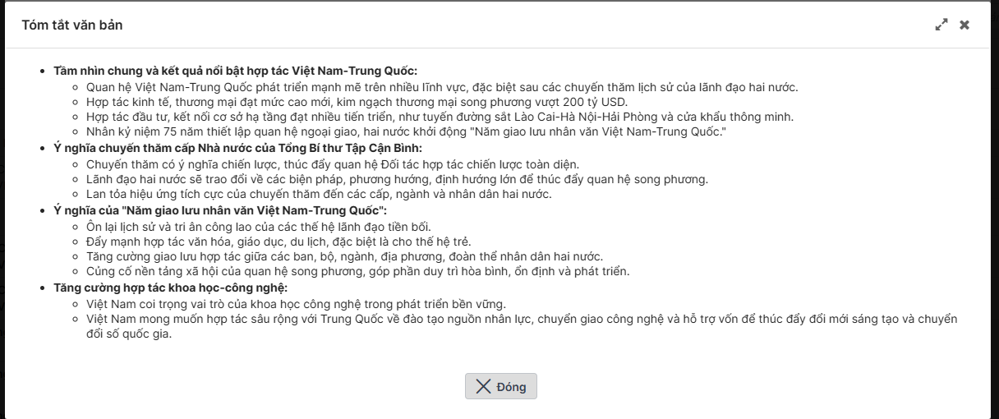 Tóm tắt văn bản
• Tầm nhìn chung và kết quả nổi bật hợp tác Việt Nam-Trung Quốc:
◦ Quan hệ Việt Nam-Trung Quốc phát triển mạnh mẽ trên nhiều lĩnh vực, đặc biệt sau các chuyến thăm lịch sử của lãnh đạo hai nước.
◦ Hợp tác kinh tế, thương mại đạt mức cao mới, kim ngạch thương mại song phương vượt 200 tỷ USD.
◦ Hợp tác đầu tư, kết nối cơ sở hạ tầng đạt nhiều tiến triển, như tuyến đường sắt Lào Cai-Hà Nội-Hải Phòng và cửa khẩu thông minh.
◦ Nhân kỷ niệm 75 năm thiết lập quan hệ ngoại giao, hai nước khởi động "Năm giao lưu nhân văn Việt Nam-Trung Quốc."
• Ý nghĩa chuyến thăm cấp Nhà nước của Tổng Bí thư Tập Cận Bình:
◦ Chuyến thăm có ý nghĩa chiến lược, thúc đẩy quan hệ Đối tác hợp tác chiến lược toàn diện.
◦ Lãnh đạo hai nước sẽ trao đổi về các biện pháp, phương hướng, định hướng lớn để thúc đẩy quan hệ song phương.
◦ Lan tỏa hiệu ứng tích cực của chuyến thăm đến các cấp, ngành và nhân dân hai nước.
• Ý nghĩa của "Năm giao lưu nhân văn Việt Nam-Trung Quốc":
◦ Ôn lại lịch sử và tri ân công lao của các thế hệ lãnh đạo tiền bối.
◦ Đẩy mạnh hợp tác văn hóa, giáo dục, du lịch, đặc biệt là cho thế hệ trẻ.
◦ Tăng cường giao lưu hợp tác giữa các ban, bộ, ngành, địa phương, đoàn thể nhân dân hai nước.
◦ Củng cố nền tảng xã hội của quan hệ song phương, góp phần duy trì hòa bình, ổn định và phát triển.
• Tăng cường hợp tác khoa học-công nghệ:
◦ Việt Nam coi trọng vai trò của khoa học công nghệ trong phát triển bền vững.
◦ Việt Nam mong muốn hợp tác sâu rộng với Trung Quốc về đào tạo nguồn nhân lực, chuyển giao công nghệ và hỗ trợ vốn để thúc đẩy đổi mới sáng tạo và chuyển
đổi số quốc gia.
Đóng